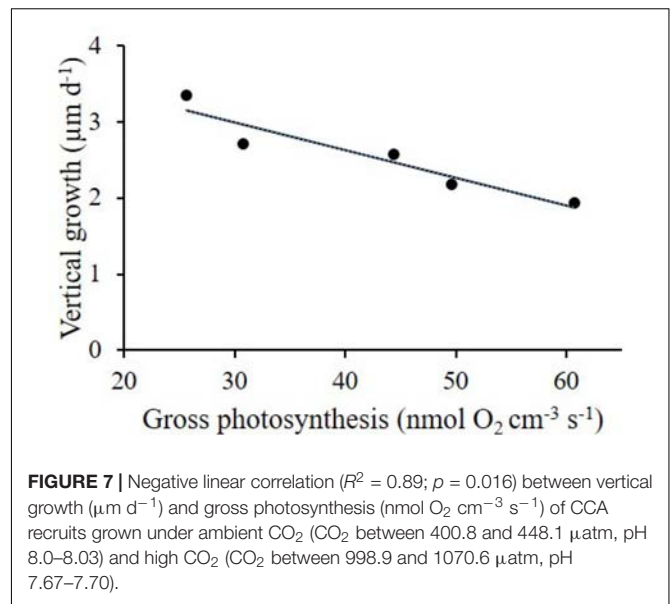 4
3
2
1
0
Vertical growth (µm d⁻¹)
20 30 40 50 60
Gross photosynthesis (nmol O₂ cm⁻³ s⁻¹)
FIGURE 7 | Negative linear correlation (R² = 0.89; p = 0.016) between vertical
growth (µm d⁻¹) and gross photosynthesis (nmol O₂ cm⁻³ s⁻¹) of CCA
recruits grown under ambient CO₂ (CO₂ between 400.8 and 448.1 µatm, pH
8.0–8.03) and high CO₂ (CO₂ between 998.9 and 1070.6 µatm, pH
7.67–7.70).